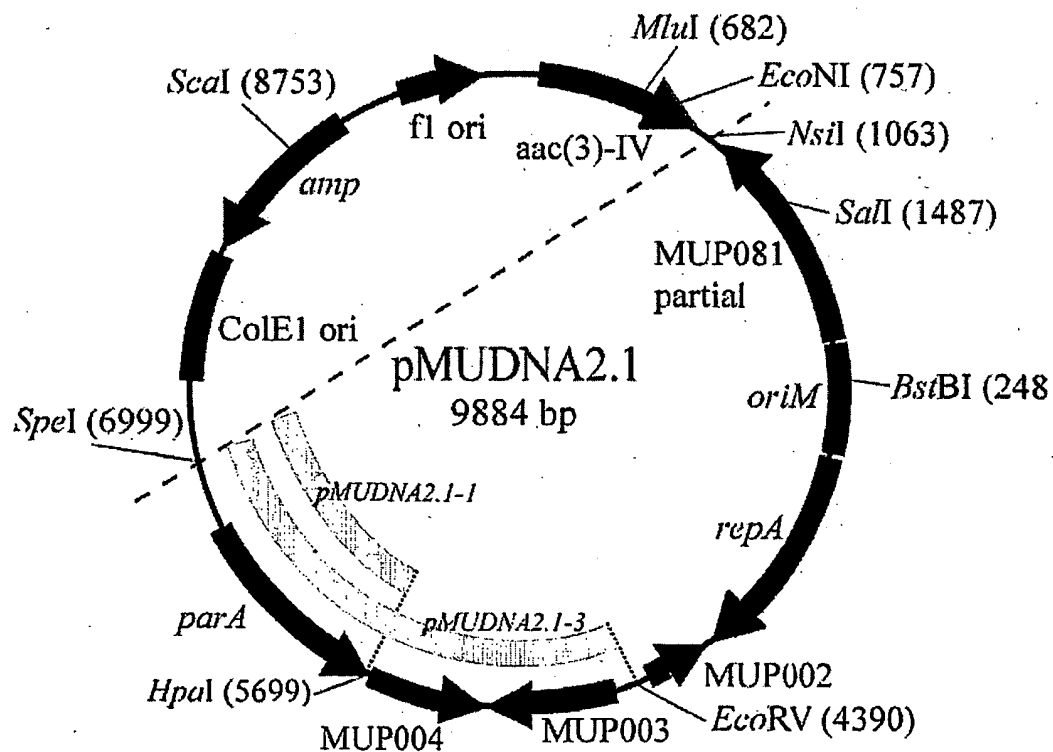 MluI (682)
ScaI (8753)
EcoNI (757)
f1 ori
aac(3)-IV
NsiI (1063)
amp
SalI (1487)
MUP081
partial
ColE1 ori
pMUDNA2.1
9884 bp
oriM
BstBI (248
SpeI (6999)
pMUDNA2.1-1
repA
parA
pMUDNA2.1-3
HpaI (5699)
MUP002
EcoRV (4390)
MUP004
MUP003